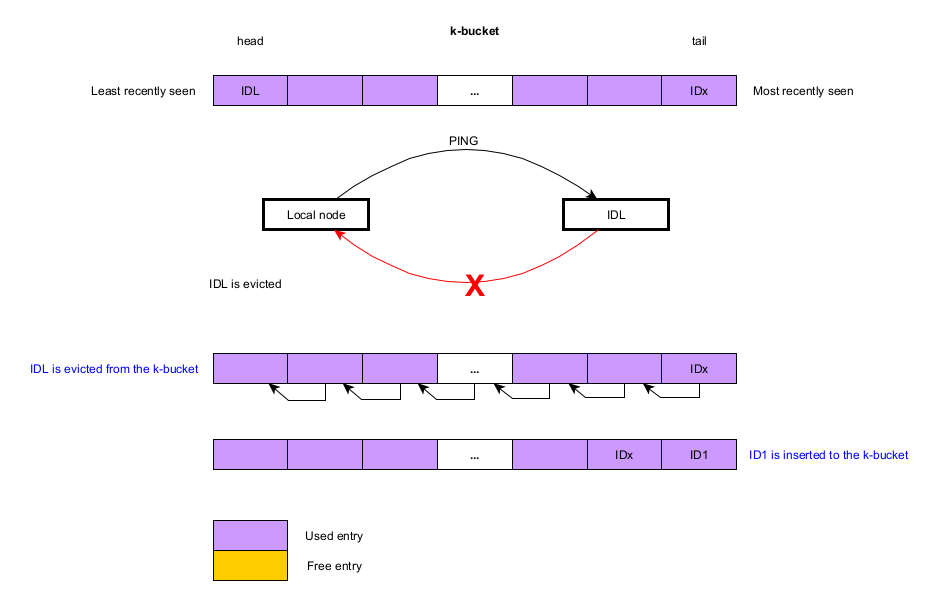 k-bucket
head
tail
Least recently seen
IDL
...
IDx
Most recently seen
PING
Local node
IDL
X
IDL is evicted
IDL is evicted from the k-bucket
...
IDx
...
IDx
ID1
ID1 is inserted to the k-bucket
Used entry
Free entry